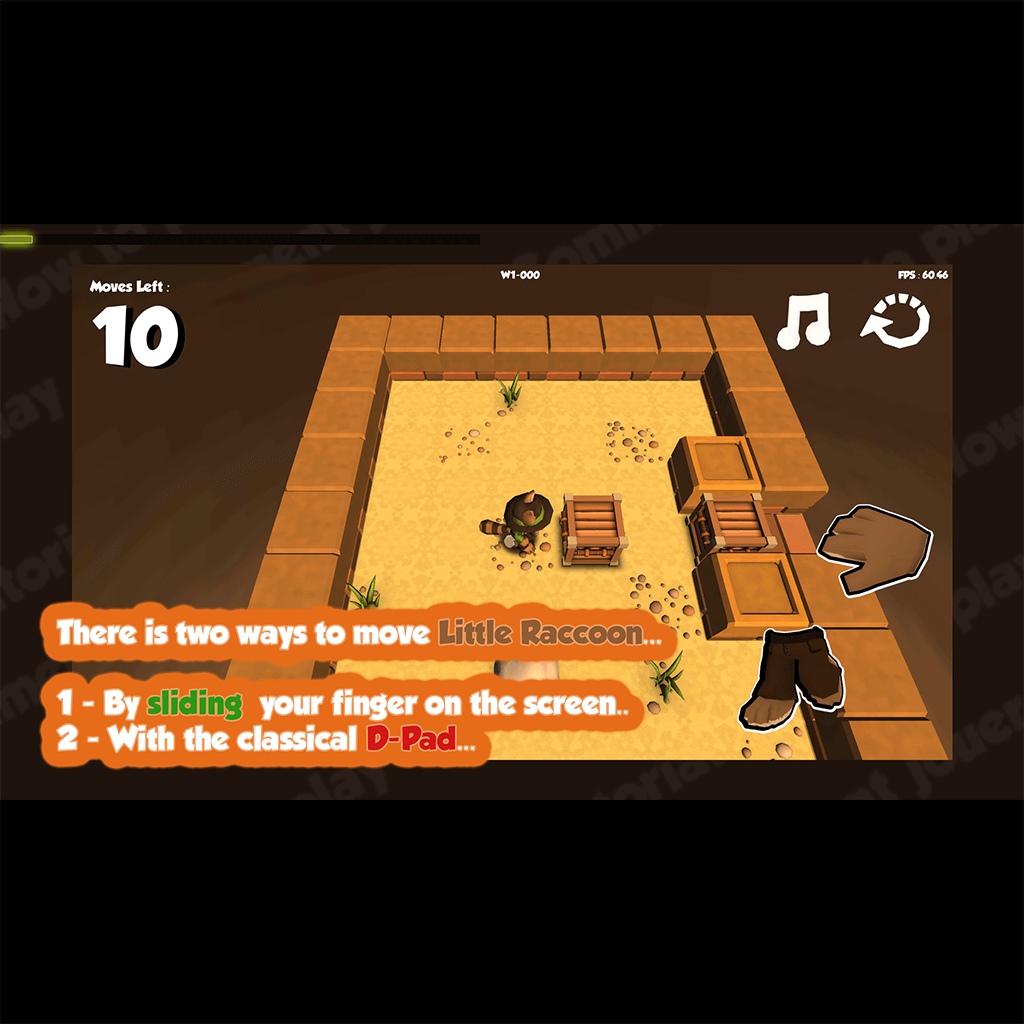 Moves Left :
10
W1-000
FPS : 60.46
There is two ways to move Little Raccoon...
1 - By sliding your finger on the screen..
2 - With the classical D-Pad...